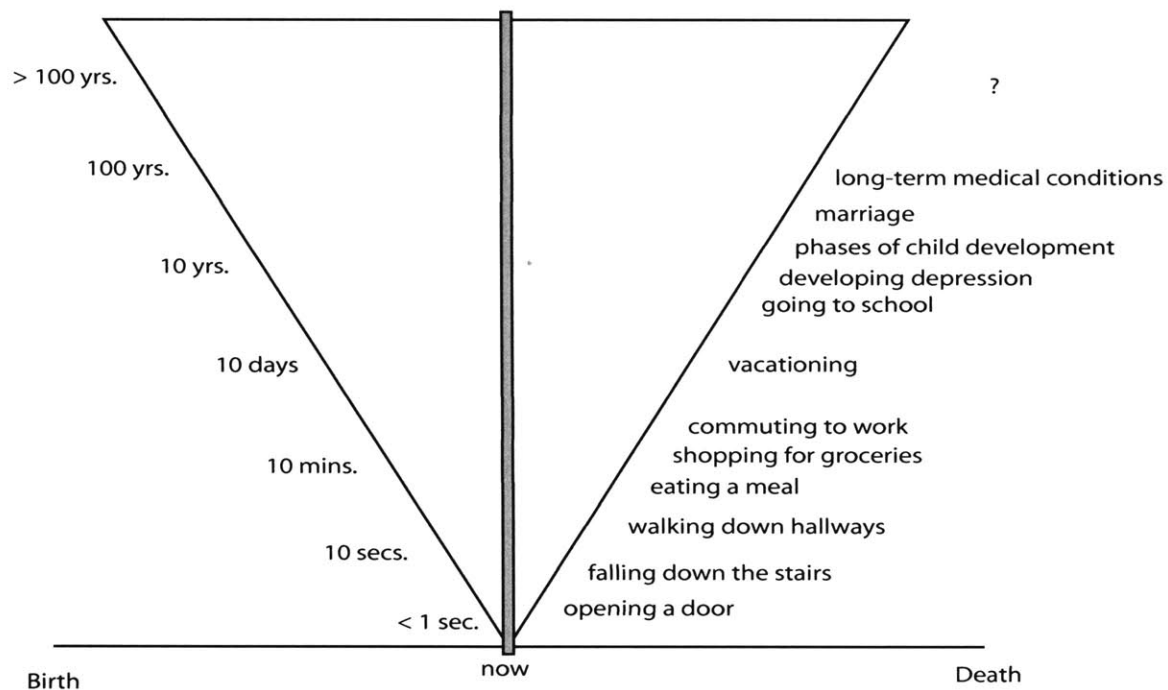 > 100 yrs.
?
100 yrs.
long-term medical conditions
marriage
phases of child development
10 yrs.
developing depression
going to school
10 days
vacationing
commuting to work
shopping for groceries
10 mins.
eating a meal
walking down hallways
10 secs.
falling down the stairs
opening a door
< 1 sec.
now
Birth
Death